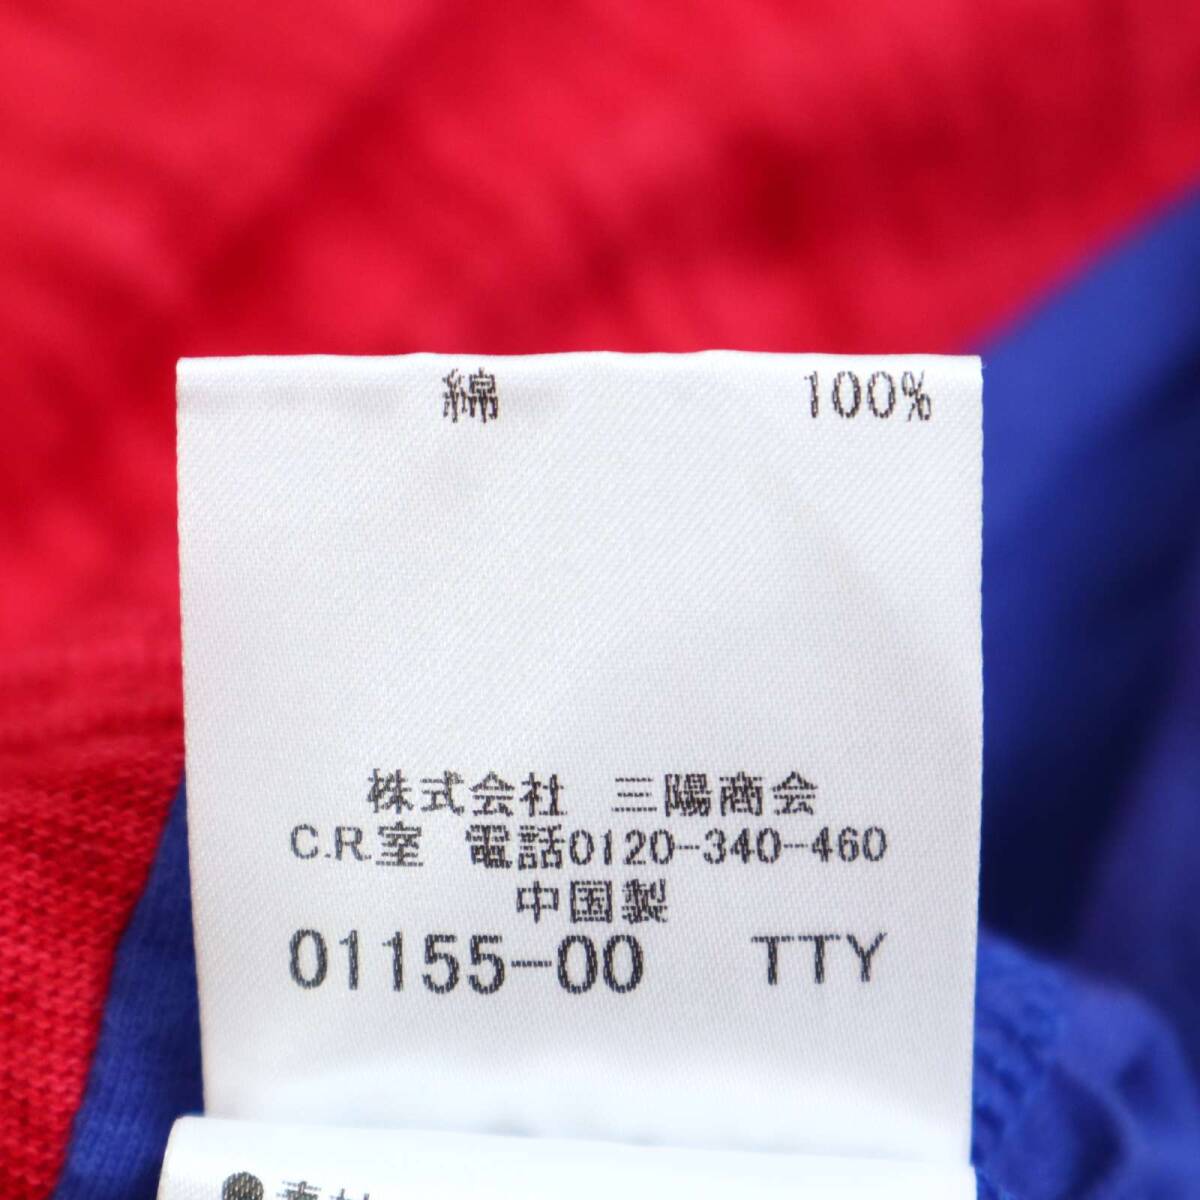 綿 100%
株式会社 三陽商会
C.R.室 電話0120-340-460
中国製
01155-00 TTY